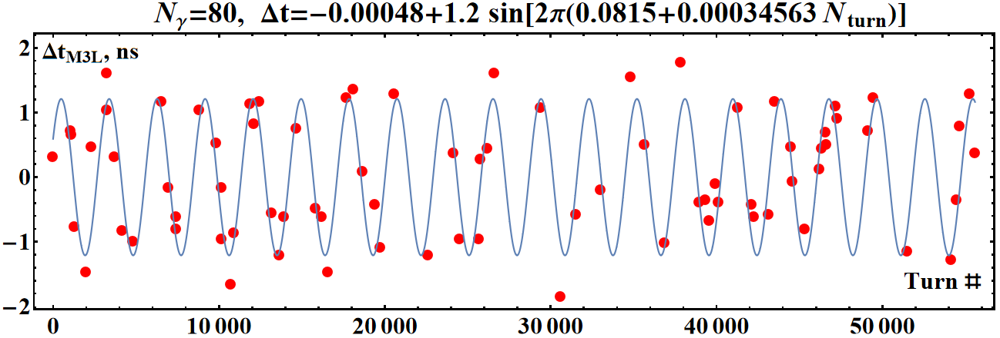 Nγ=80, Δt=−0.00048+1.2 sin[2π(0.0815+0.00034563 Nturn)]
ΔtM3L, ns
2
1
0
−1
−2
Turn #
0 10 000 20 000 30 000 40 000 50 000